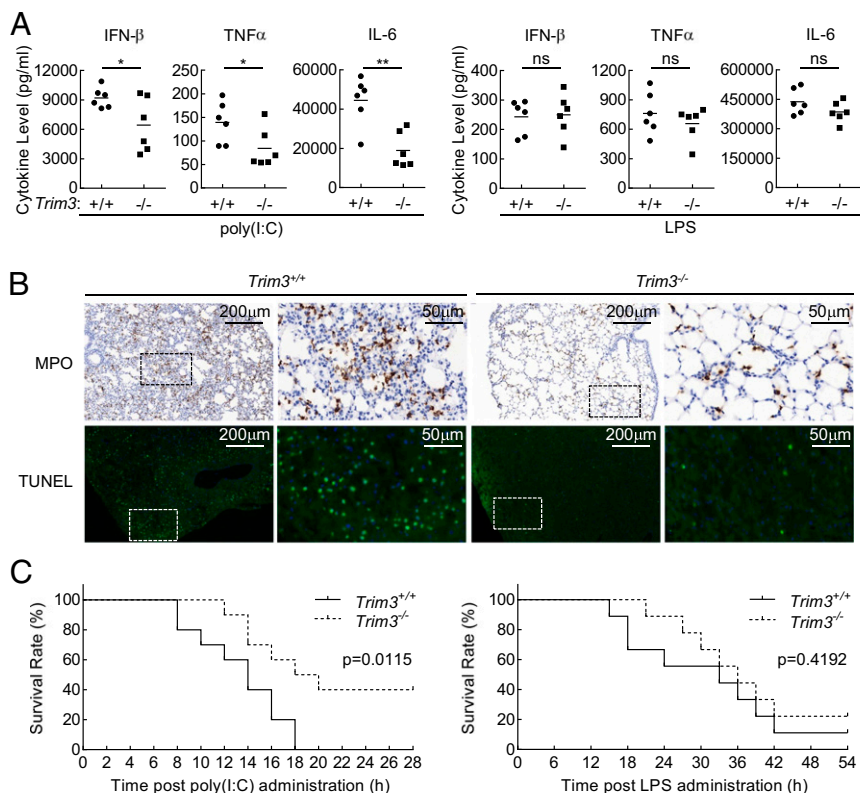 A
IFN-β TNFα IL-6 IFN-β TNFα IL-6
* * ** ns ns ns
Cytokine Level (pg/ml)
12000 9000 6000 3000 0
250 200 150 100 50 0
60000 40000 20000 0
Cytokine Level (pg/ml)
400 300 200 100 0
1200 900 600 300 0
600000 450000 300000 150000 0
Trim3: +/+ -/- +/+ -/- +/+ -/- +/+ -/- +/+ -/- +/+ -/-
poly(I:C) LPS
B
Trim3+/+ Trim3-/-
MPO 200μm 50μm 200μm 50μm
TUNEL 200μm 50μm 200μm 50μm
C
Survival Rate (%)
100 80 60 40 20 0
Trim3+/+
Trim3-/-
p=0.0115
0 2 4 6 8 10 12 14 16 18 20 22 24 26 28
Time post poly(I:C) administration (h)
Survival Rate (%)
100 80 60 40 20 0
Trim3+/+
Trim3-/-
p=0.4192
0 6 12 18 24 30 36 42 48 54
Time post LPS administration (h)